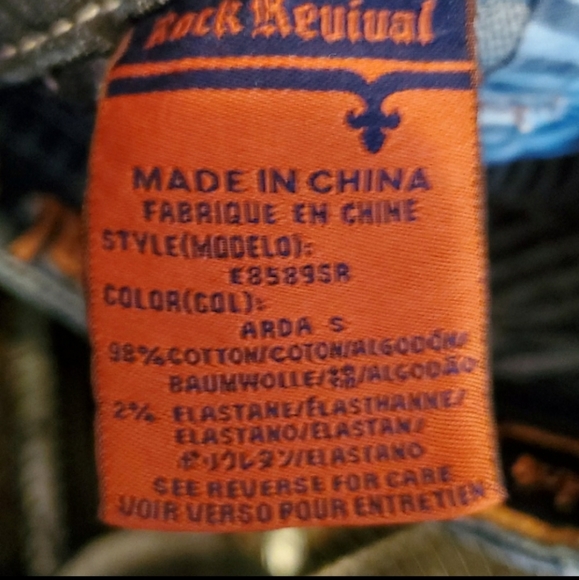 Rock Revival
MADE IN CHINA
FABRIQUE EN CHINE
STYLE(MODELO):
E8589SR
COLOR(COL):
ARDA S
98% COTTON/COTON/ALGODÓN/
BAUMWOLLE/綿/ALGODÃO
2% ELASTANE/ÉLASTHANNE/
ELASTANO/ELASTAN/
ポリウレタン/ELASTANO
SEE REVERSE FOR CARE
VOIR VERSO POUR ENTRETIEN